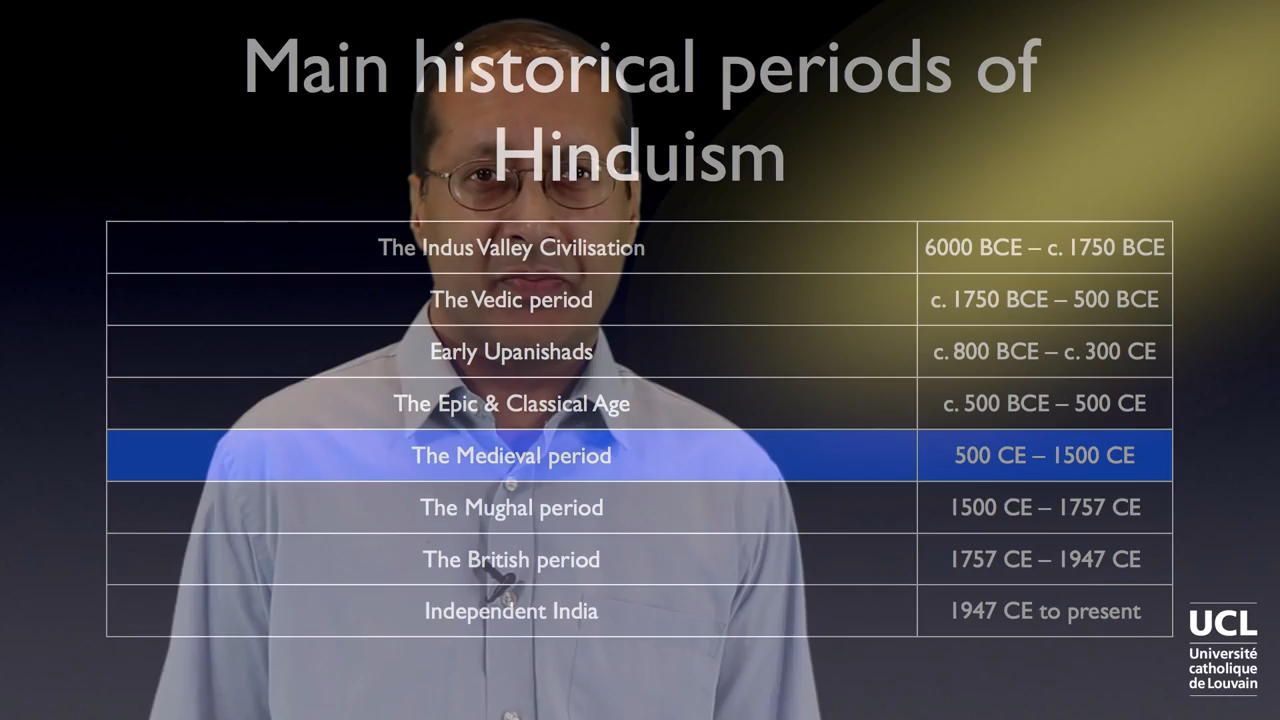 Main historical periods of
Hinduism
The Indus Valley Civilisation 6000 BCE – c. 1750 BCE
The Vedic period c. 1750 BCE – 500 BCE
Early Upanishads c. 800 BCE – c. 300 CE
The Epic & Classical Age c. 500 BCE – 500 CE
The Medieval period 500 CE – 1500 CE
The Mughal period 1500 CE – 1757 CE
The British period 1757 CE – 1947 CE
Independent India 1947 CE to present
UCL
Université
catholique
de Louvain